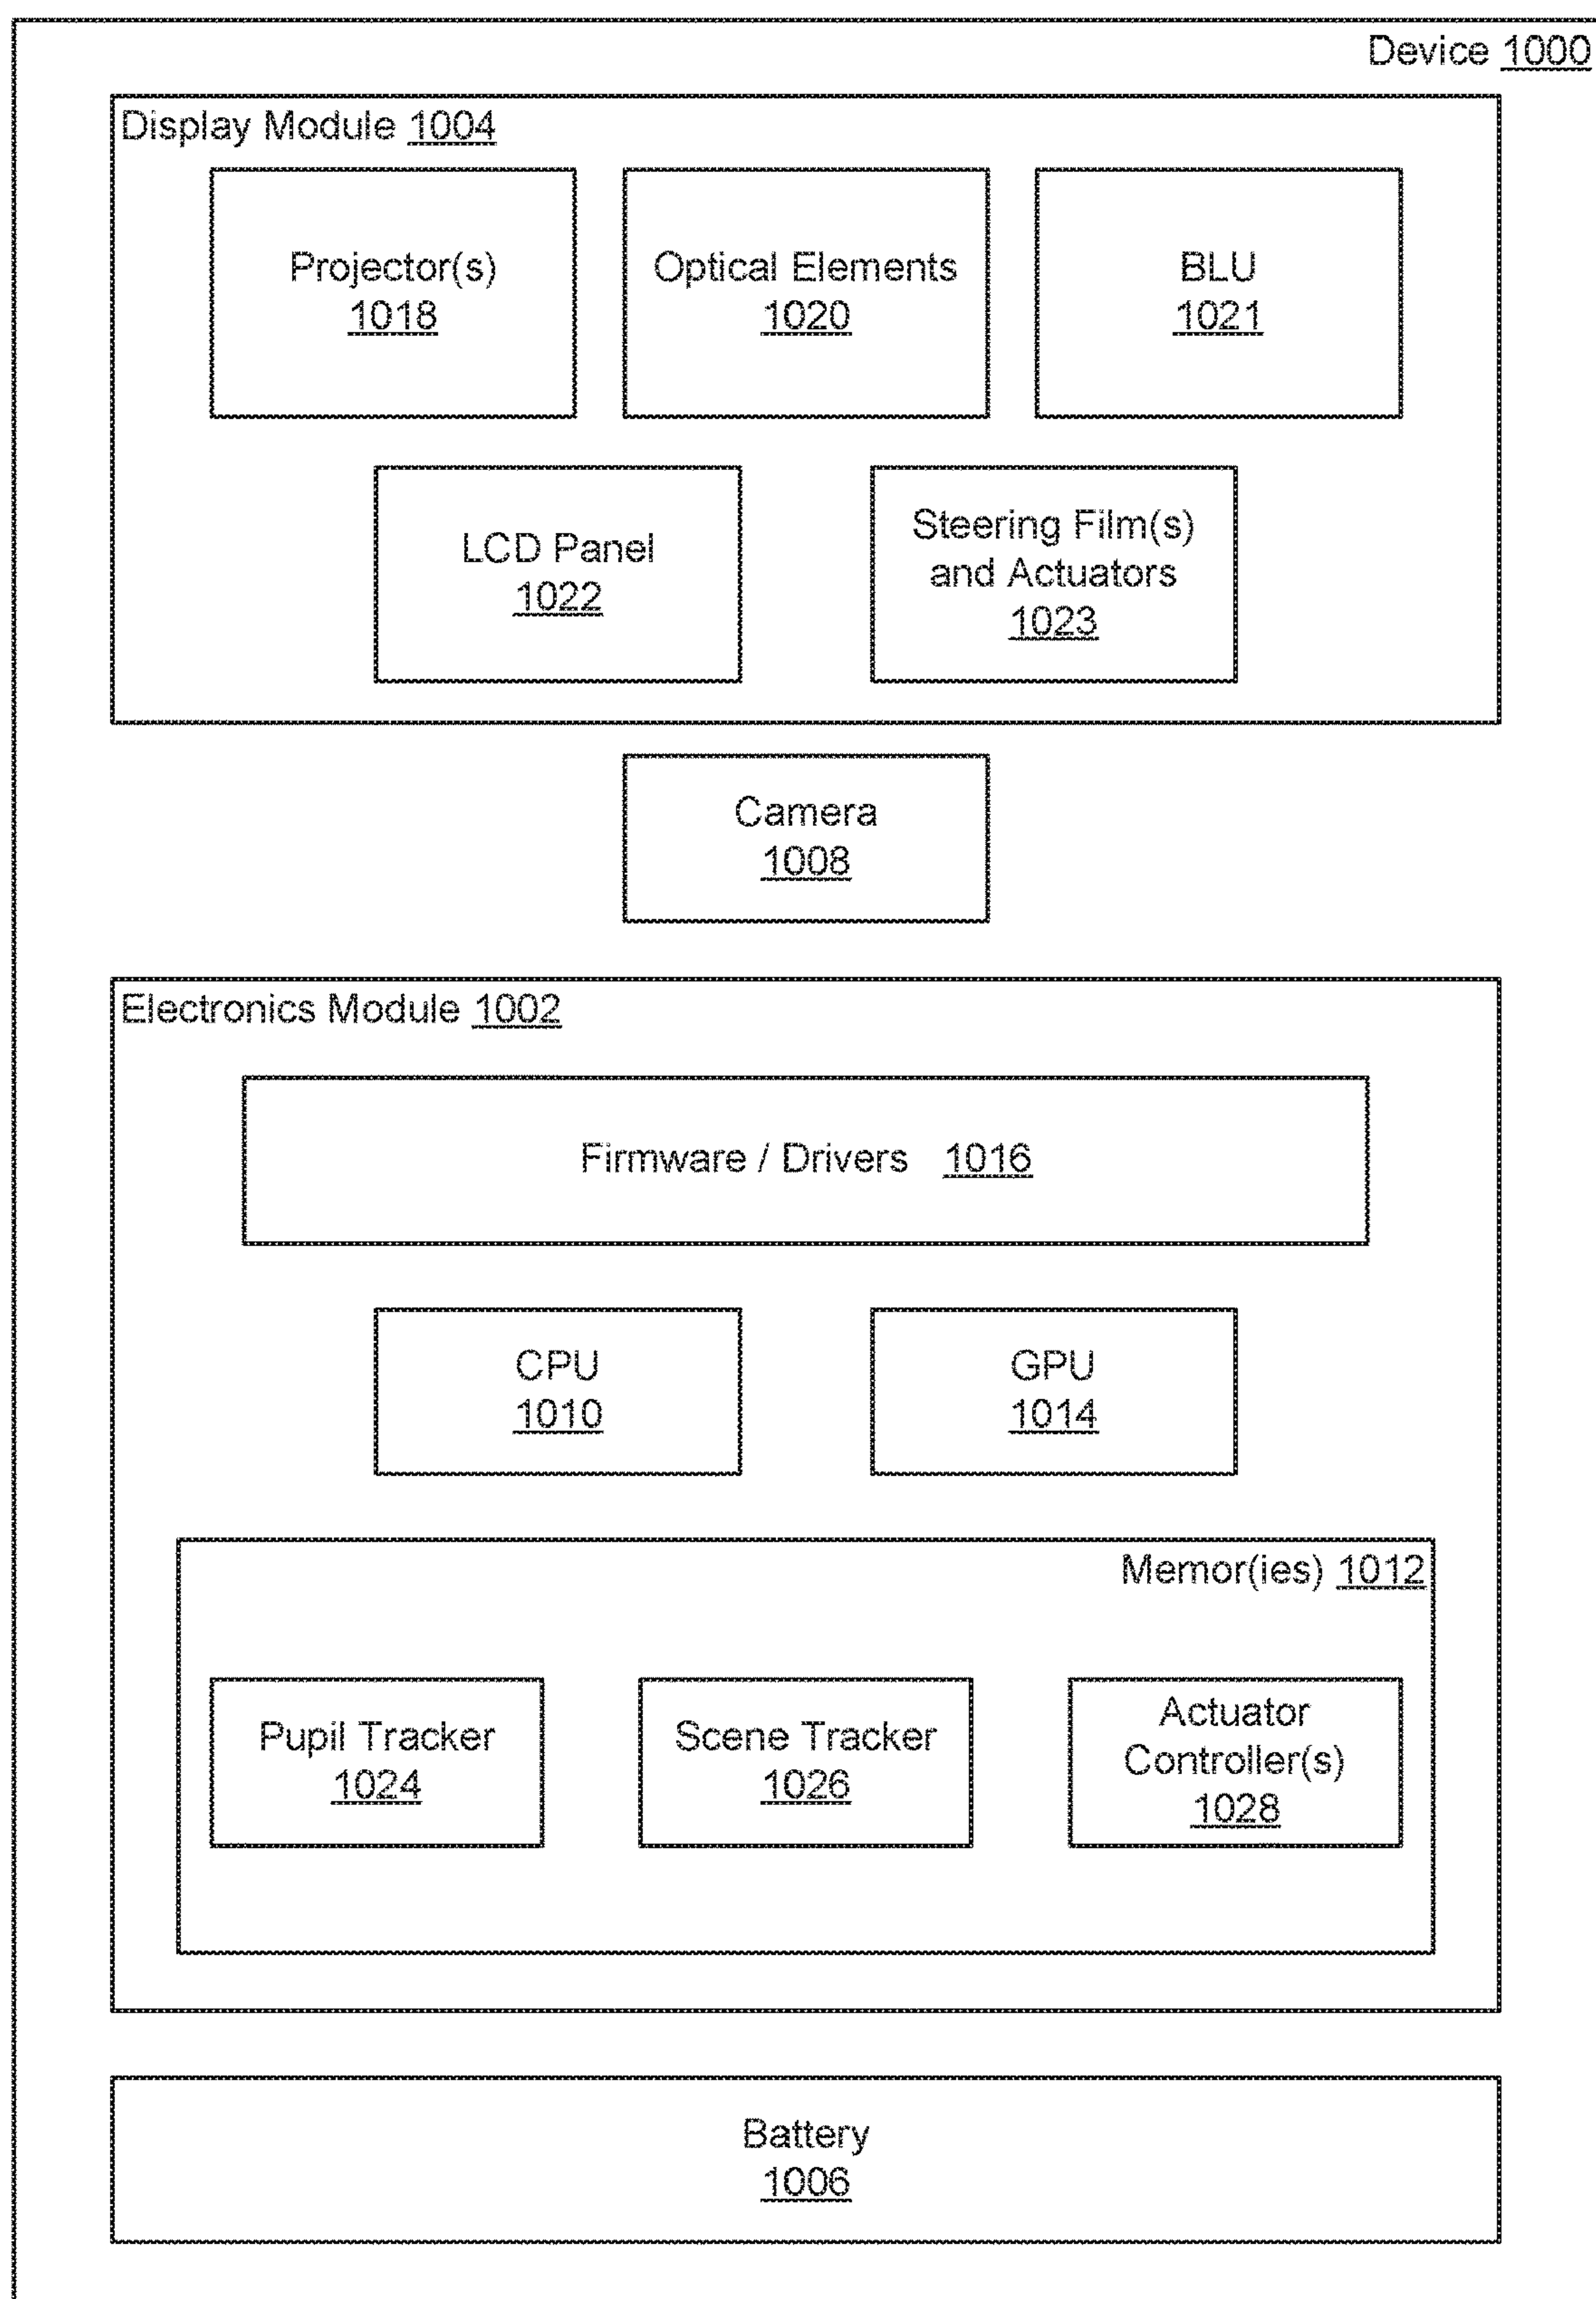 Device 1000
Display Module 1004
Projector(s)
1018
Optical Elements
1020
BLU
1021
LCD Panel
1022
Steering Film(s)
and Actuators
1023
Camera
1008
Electronics Module 1002
Firmware / Drivers 1016
CPU
1010
GPU
1014
Memor(ies) 1012
Pupil Tracker
1024
Scene Tracker
1026
Actuator
Controller(s)
1028
Battery
1006